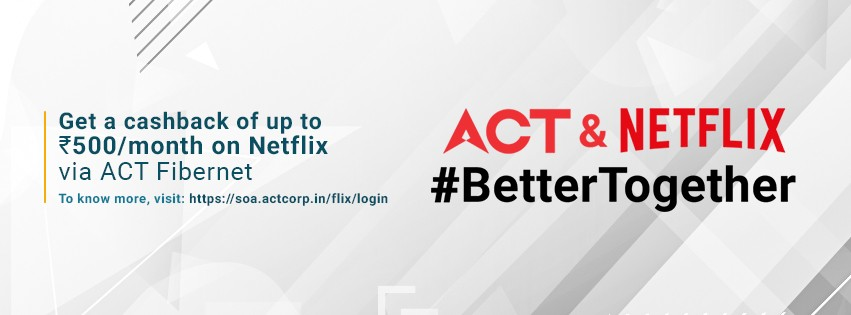 Get a cashback of up to
₹500/month on Netflix
via ACT Fibernet
To know more, visit: https://soa.actcorp.in/flix/login
ACT & NETFLIX
#BetterTogether